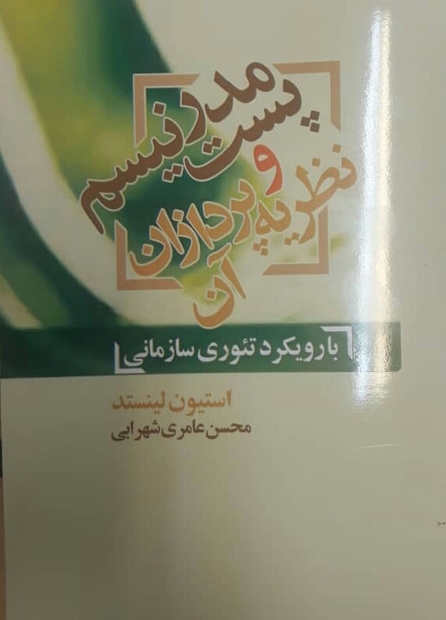 پست مدرنیسم
و
نظریه پردازان
آن
با رویکرد تئوری سازمانی
استیون لینستد
محسن عامری شهرابی